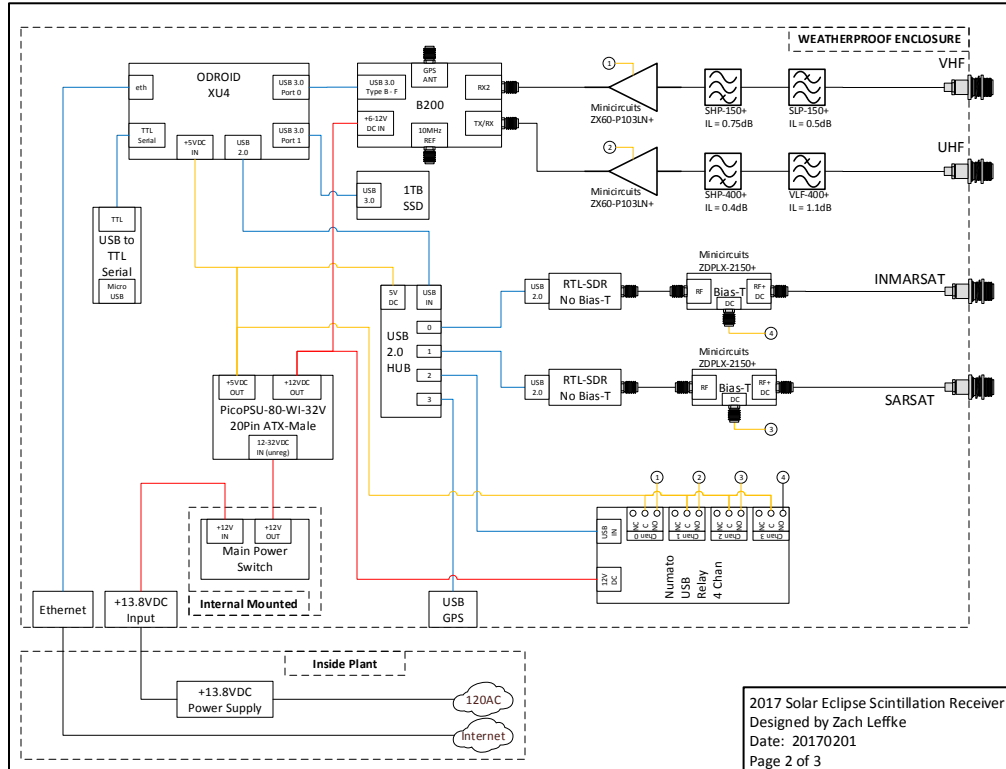 WEATHERPROOF ENCLOSURE
VHF
UHF
INMARSAT
SARSAT
ODROID
XU4
eth
TTL
Serial
+5VDC
IN
USB
2.0
USB 3.0
Port 0
USB 3.0
Port 1
USB 3.0
Type B - F
GPS
ANT
B200
+6-12V
DC IN
10MHz
REF
RX2
TX/RX
1
Minicircuits
ZX60-P103LN+
SHP-150+
IL = 0.75dB
SLP-150+
IL = 0.5dB
2
Minicircuits
ZX60-P103LN+
SHP-400+
IL = 0.4dB
VLF-400+
IL = 1.1dB
USB
3.0
1TB
SSD
TTL
USB to
TTL
Serial
Micro
USB
5V
DC
USB
IN
USB
2.0
HUB
0
1
2
3
USB
2.0
RTL-SDR
No Bias-T
Minicircuits
ZDPLX-2150+
RF
Bias-T
DC
RF+
DC
4
USB
2.0
RTL-SDR
No Bias-T
Minicircuits
ZDPLX-2150+
RF
Bias-T
DC
RF+
DC
3
+5VDC
OUT
+12VDC
OUT
PicoPSU-80-WI-32V
20Pin ATX-Male
12-32VDC
IN (unreg)
+12V
IN
+12V
OUT
Main Power
Switch
Internal Mounted
1
2
3
4
NC
C
NO
Chan 0
NC
C
NO
Chan 1
NC
C
NO
Chan 2
NC
C
NO
Chan 3
USB
IN
12V
DC
Numato
USB
Relay
4 Chan
Ethernet
+13.8VDC
Input
USB
GPS
Inside Plant
+13.8VDC
Power Supply
120AC
Internet
2017 Solar Eclipse Scintillation Receiver
Designed by Zach Leffke
Date: 20170201
Page 2 of 3